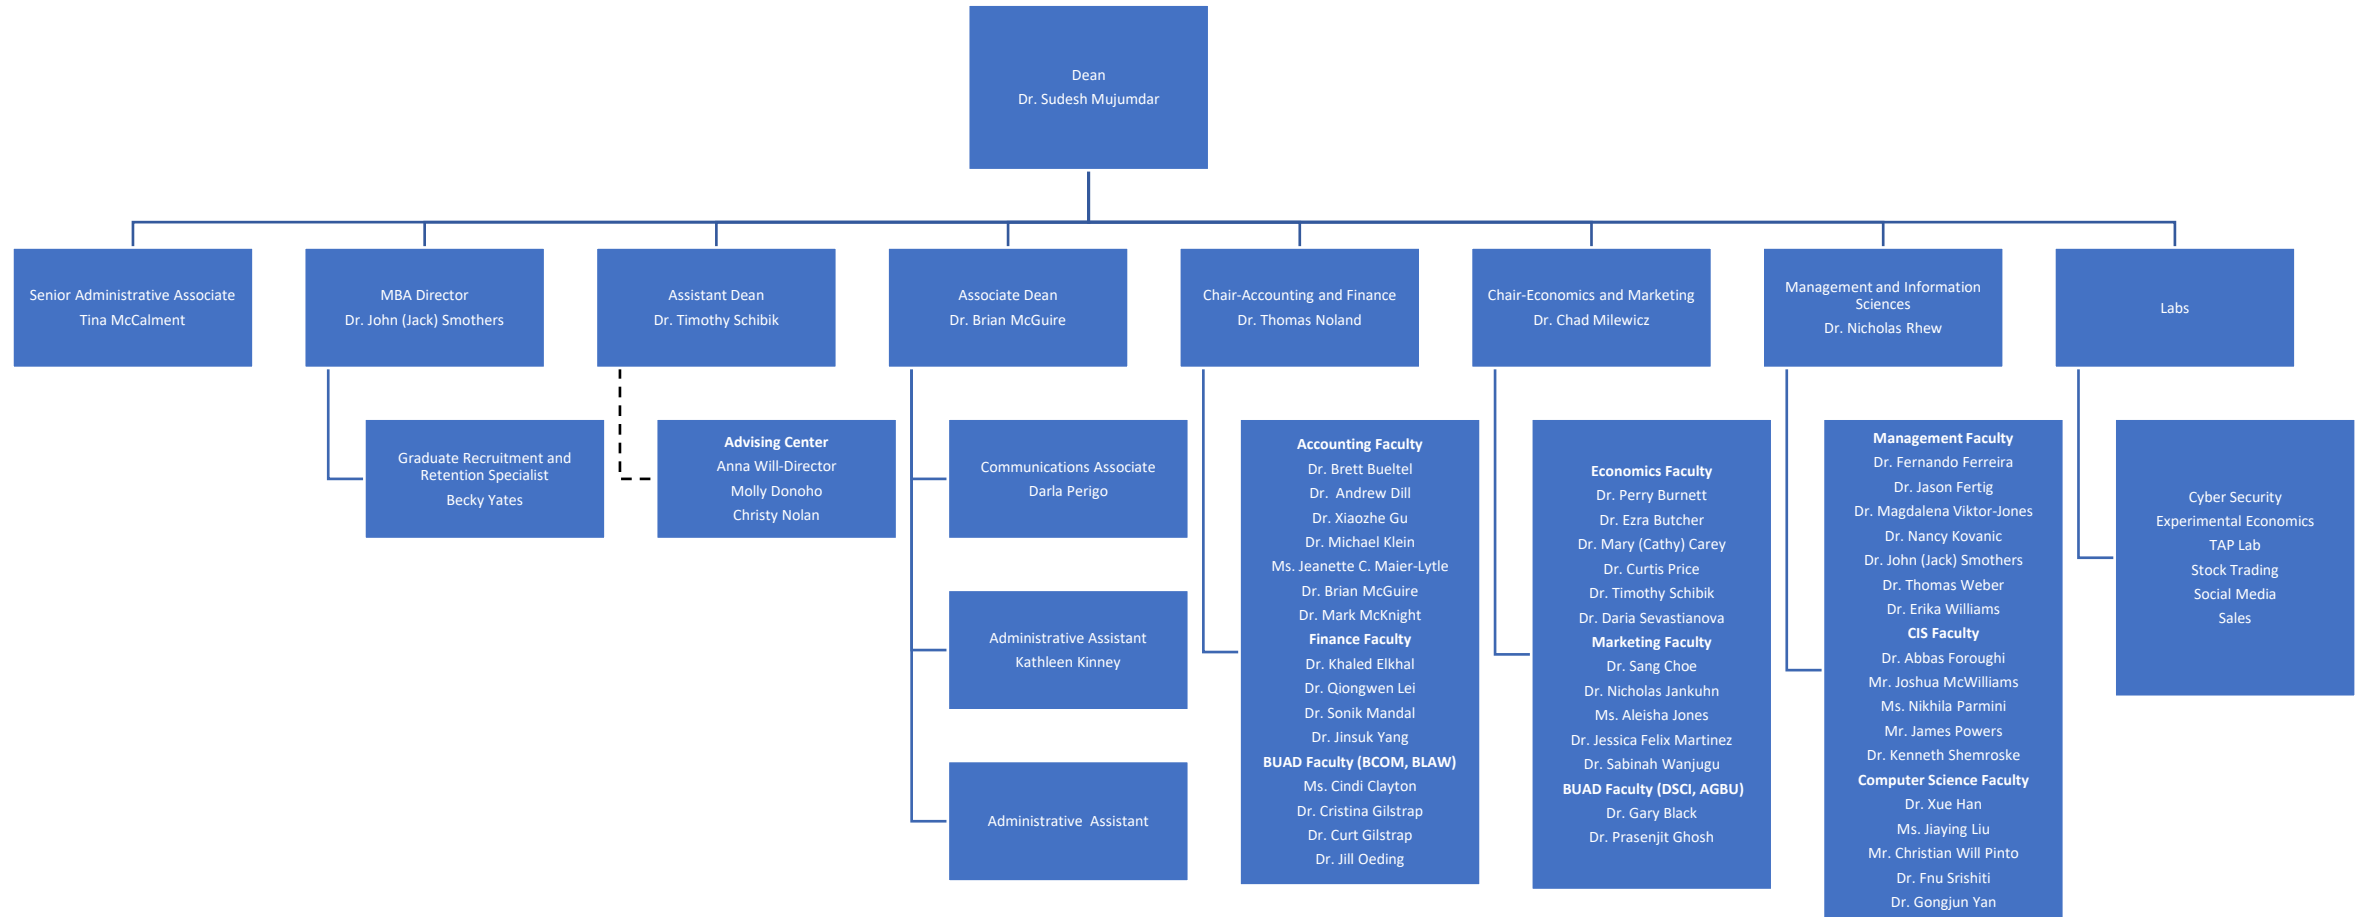 Dean
Dr. Sudesh Mujumdar
Senior Administrative Associate
Tina McCalment
MBA Director
Dr. John (Jack) Smothers
Assistant Dean
Dr. Timothy Schibik
Associate Dean
Dr. Brian McGuire
Chair-Accounting and Finance
Dr. Thomas Noland
Chair-Economics and Marketing
Dr. Chad Milewicz
Management and Information
Sciences
Dr. Nicholas Rhew
Labs
Graduate Recruitment and
Retention Specialist
Becky Yates
Advising Center
Anna Will-Director
Molly Donoho
Christy Nolan
Communications Associate
Darla Perigo
Administrative Assistant
Kathleen Kinney
Administrative Assistant
Accounting Faculty
Dr. Brett Bueltel
Dr. Andrew Dill
Dr. Xiaozhe Gu
Dr. Michael Klein
Ms. Jeanette C. Maier-Lytle
Dr. Brian McGuire
Dr. Mark McKnight
Finance Faculty
Dr. Khaled Elkhal
Dr. Qiongwen Lei
Dr. Sonik Mandal
Dr. Jinsuk Yang
BUAD Faculty (BCOM, BLAW)
Ms. Cindi Clayton
Dr. Cristina Gilstrap
Dr. Curt Gilstrap
Dr. Jill Oeding
Economics Faculty
Dr. Perry Burnett
Dr. Ezra Butcher
Dr. Mary (Cathy) Carey
Dr. Curtis Price
Dr. Timothy Schibik
Dr. Daria Sevastianova
Marketing Faculty
Dr. Sang Choe
Dr. Nicholas Jankuhn
Ms. Aleisha Jones
Dr. Jessica Felix Martinez
Dr. Sabinah Wanjugu
BUAD Faculty (DSCI, AGBU)
Dr. Gary Black
Dr. Prasenjit Ghosh
Management Faculty
Dr. Fernando Ferreira
Dr. Jason Fertig
Dr. Magdalena Viktor-Jones
Dr. Nancy Kovanic
Dr. John (Jack) Smothers
Dr. Thomas Weber
Dr. Erika Williams
CIS Faculty
Dr. Abbas Foroughi
Mr. Joshua McWilliams
Ms. Nikhila Parmini
Mr. James Powers
Dr. Kenneth Shemroske
Computer Science Faculty
Dr. Xue Han
Ms. Jiaying Liu
Mr. Christian Will Pinto
Dr. Fnu Srishiti
Dr. Gongjun Yan
Cyber Security
Experimental Economics
TAP Lab
Stock Trading
Social Media
Sales